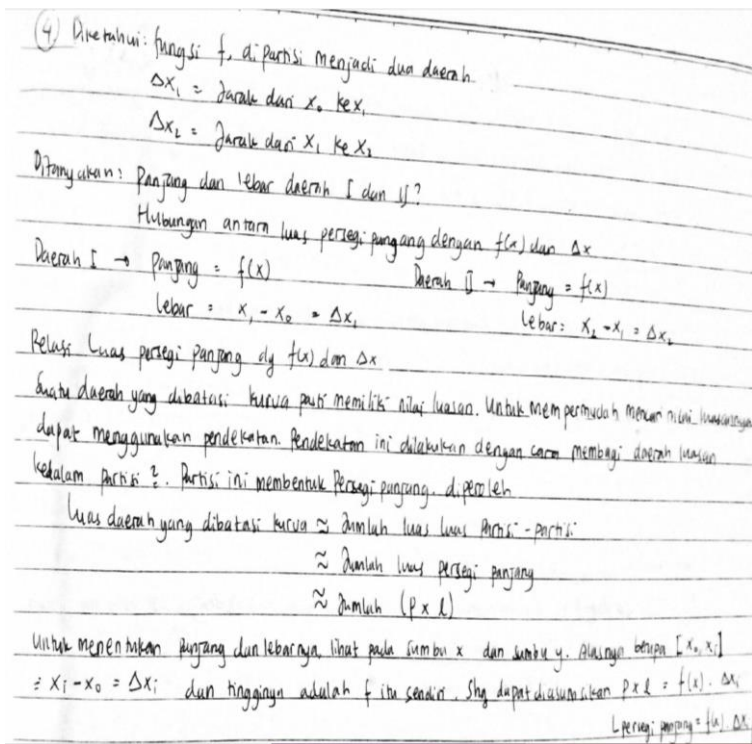 ④ Diketahui: fungsi f, dipartisi menjadi dua daerah.
Δx₁ = Jarak dari x₀ ke x₁
Δx₂ = Jarak dari x₁ ke x₂
Ditanyakan: Panjang dan lebar daerah I dan II?
Hubungan antara luas persegi panjang dengan f(x) dan Δx
Daerah I → Panjang = f(x) Daerah II → Panjang = f(x)
Lebar = x₁ - x₀ = Δx₁ Lebar = x₂ - x₁ = Δx₂
Relasi Luas persegi panjang dg f(x) dan Δx
Suatu daerah yang dibatasi kurva pasti memiliki nilai luasan. Untuk mempermudah mencari nilai luasannya
dapat menggunakan pendekatan. Pendekatan ini dilakukan dengan cara membagi daerah luasan
kedalam partisi². Partisi ini membentuk Persegi panjang. diperoleh
Luas daerah yang dibatasi kurva ≈ Jumlah luas luas partisi-partisi
≈ Jumlah luas persegi panjang
≈ Jumlah (p x l)
Untuk menentukan panjang dan lebarnya, lihat pada sumbu x dan sumbu y. Alasnya berupa [x₀, xᵢ]
= xᵢ - x₀ = Δxᵢ dan tingginya adalah f itu sendiri. Shg dapat diasumsikan p x l = f(x) . Δxᵢ
L persegi panjang = f(x) . Δx